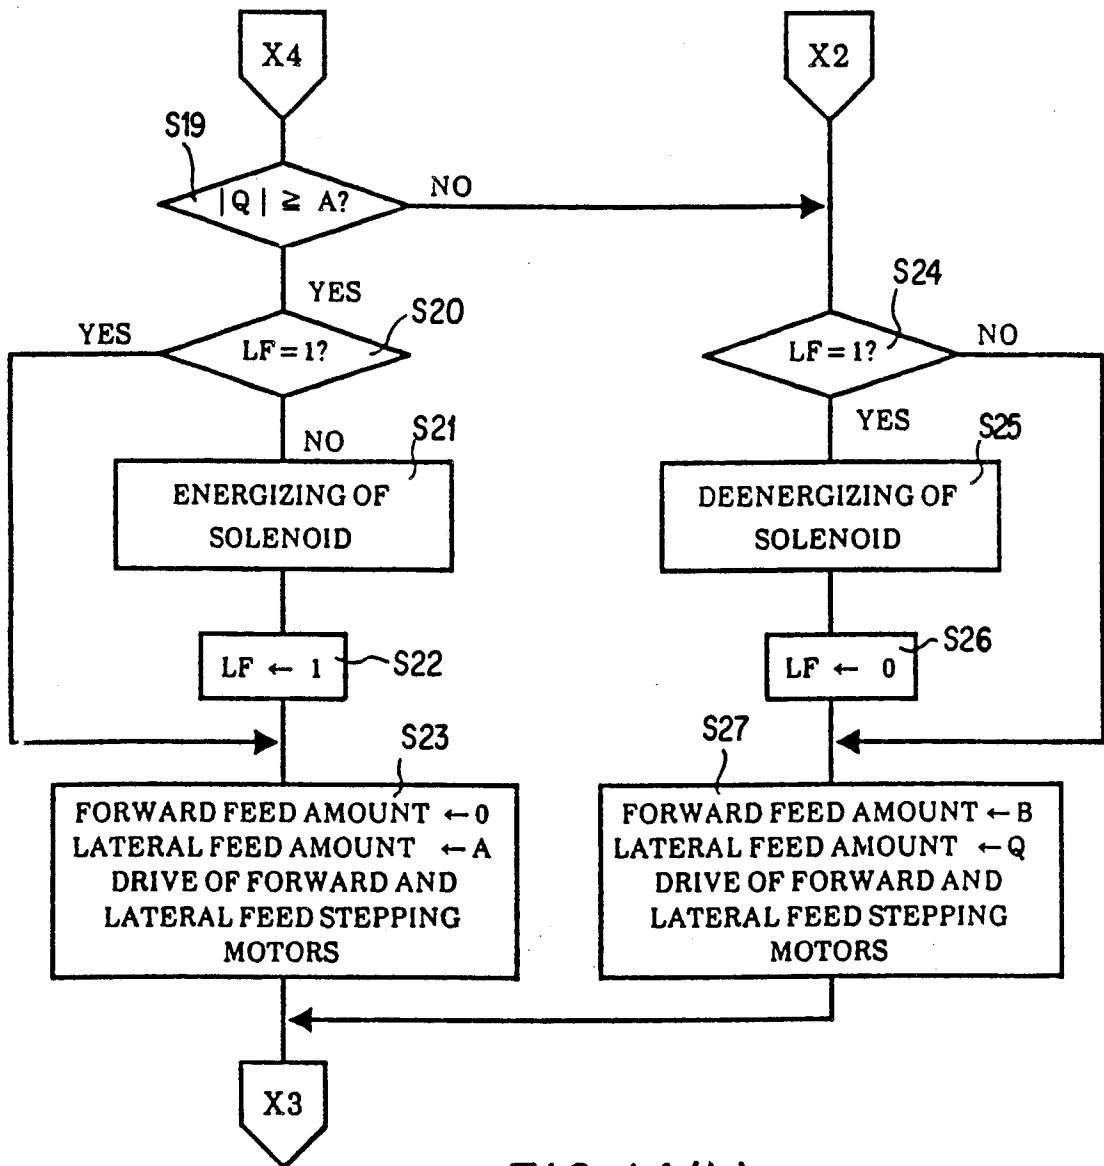 X4
X2
S19
|Q| ≧ A?
NO
YES
S20
YES
LF = 1?
S24
LF = 1?
NO
NO
S21
YES
S25
ENERGIZING OF
SOLENOID
DEENERGIZING OF
SOLENOID
LF ← 1
S22
LF ← 0
S26
S23
S27
FORWARD FEED AMOUNT ← 0
LATERAL FEED AMOUNT ← A
DRIVE OF FORWARD AND
LATERAL FEED STEPPING
MOTORS
FORWARD FEED AMOUNT ← B
LATERAL FEED AMOUNT ← Q
DRIVE OF FORWARD AND
LATERAL FEED STEPPING
MOTORS
X3